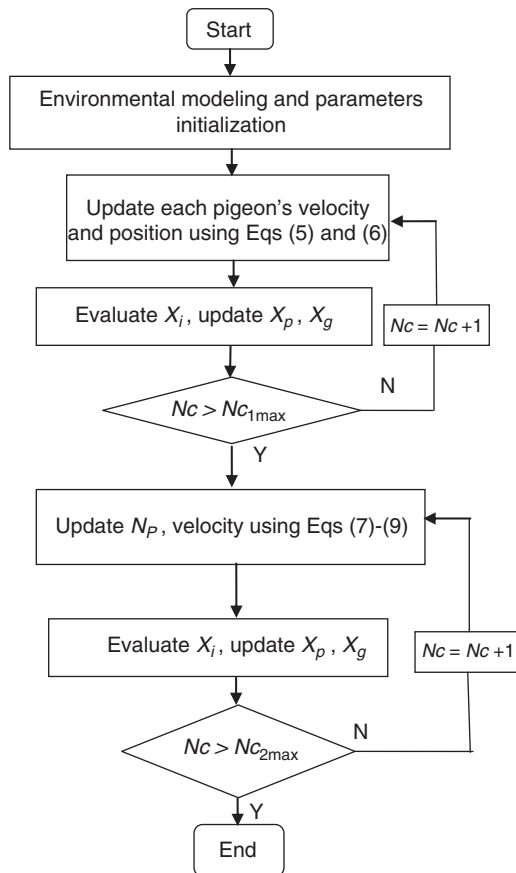 Start
Environmental modeling and parameters
initialization
Update each pigeon's velocity
and position using Eqs (5) and (6)
Evaluate Xi, update Xp, Xg
Nc = Nc +1
N
Nc > Nc1max
Y
Update NP, velocity using Eqs (7)-(9)
Evaluate Xi, update Xp, Xg
Nc = Nc +1
N
Nc > Nc2max
Y
End